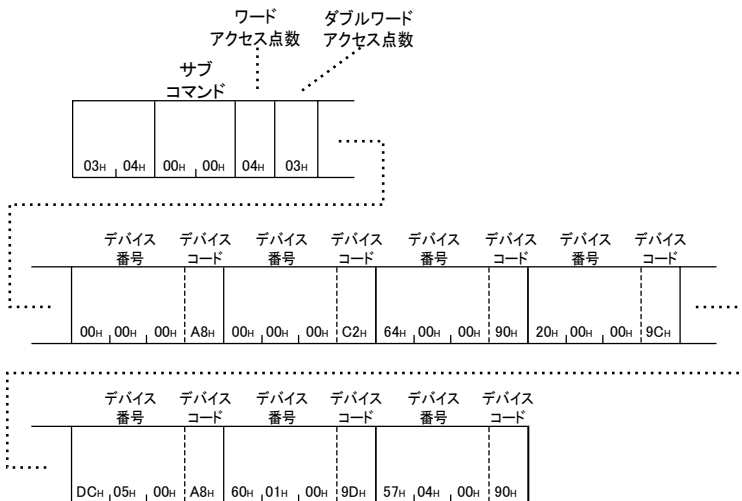 ワード
アクセス点数
ダブルワード
アクセス点数
サブ
コマンド
03H 04H 00H 00H 04H 03H
デバイス デバイス デバイス デバイス デバイス デバイス デバイス デバイス
番号 コード 番号 コード 番号 コード 番号 コード
00H 00H 00H A8H 00H 00H 00H C2H 64H 00H 00H 90H 20H 00H 00H 9CH
デバイス デバイス デバイス デバイス デバイス デバイス
番号 コード 番号 コード 番号 コード
DCH 05H 00H A8H 60H 01H 00H 9DH 57H 04H 00H 90H